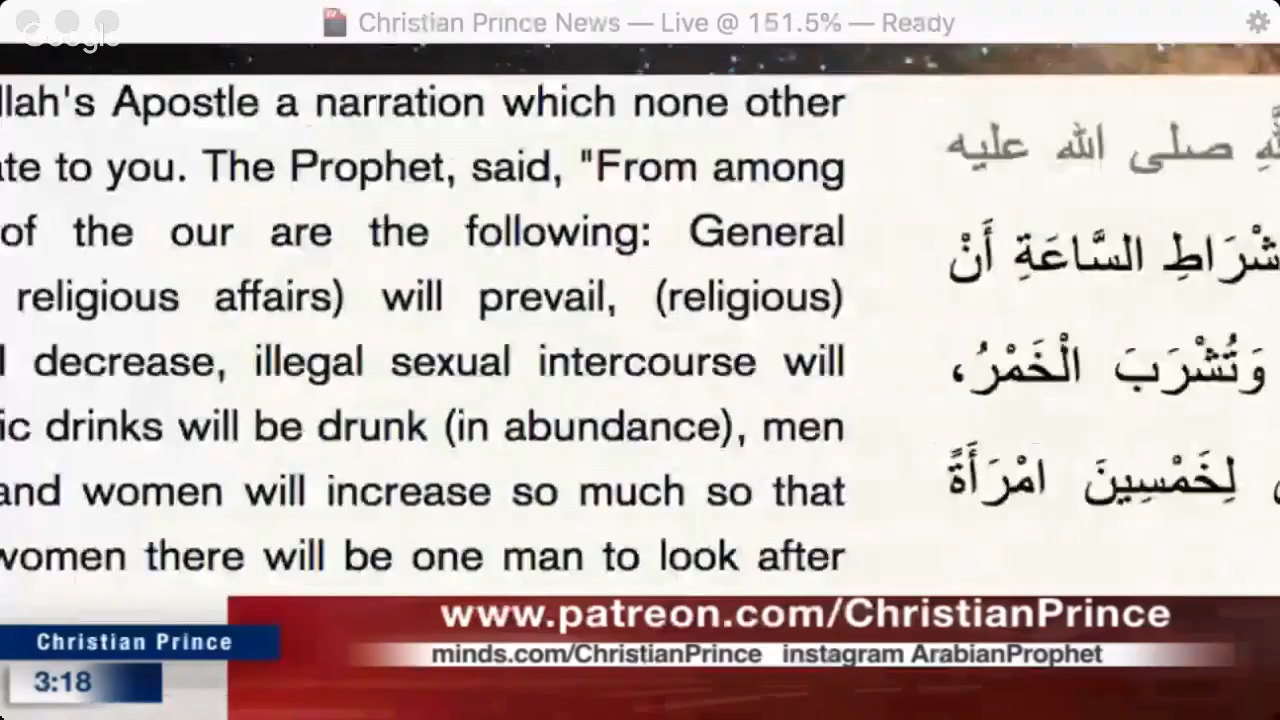 Christian Prince News — Live @ 151.5% — Ready
Google
llah's Apostle a narration which none other
ate to you. The Prophet, said, "From among
of the our are the following: General
religious affairs) will prevail, (religious)
l decrease, illegal sexual intercourse will
ic drinks will be drunk (in abundance), men
and women will increase so much so that
women there will be one man to look after
صلى الله عليه
شْرَاطِ السَّاعَةِ أَنْ
وَتُشْرَبَ الْخَمْرُ،
لِخَمْسِينَ امْرَأَةً
www.patreon.com/ChristianPrince
Christian Prince
minds.com/ChristianPrince instagram ArabianProphet
3:18